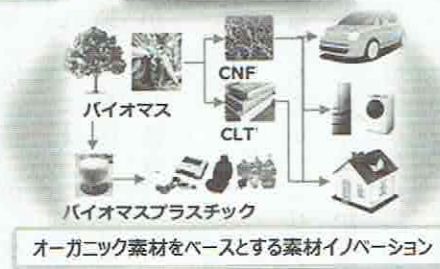 CNF
バイオマス
CLT
バイオマスプラスチック
オーガニック素材をベースとする素材イノベーション